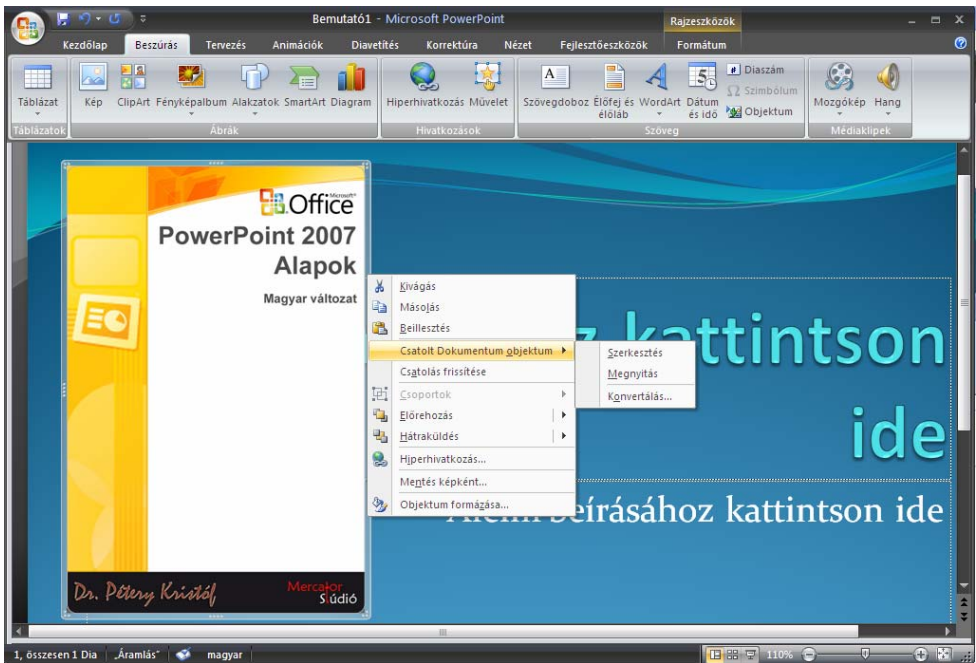 Bemutató1 - Microsoft PowerPoint
Rajzeszközök
Kezdőlap Beszúrás Tervezés Animációk Diavetítés Korrektúra Nézet Fejlesztőeszközök Formátum
Táblázat Kép ClipArt Fényképalbum Alakzatok SmartArt Diagram Hiperhivatkozás Művelet Szövegdoboz Élőfej és élőláb WordArt Dátum és idő
Diaszám
Szimbólum
Objektum
Mozgókép Hang
Táblázatok Ábrák Hivatkozások Szöveg Médiaklipek
Microsoft
Office
PowerPoint 2007
Alapok
Magyar változat
Dr. Pétery Kristóf
Mercator
Stúdió
Kivágás
Másolás
Beillesztés
Csatolt Dokumentum objektum
Csatolás frissítése
Csoportok
Előrehozás
Hátraküldés
Hiperhivatkozás...
Mentés képként...
Objektum formázása...
Szerkesztés
Megnyitás
Konvertálás...
kattintson
ide
beírásához kattintson ide
1, összesen 1 Dia „Áramlás” magyar 110%